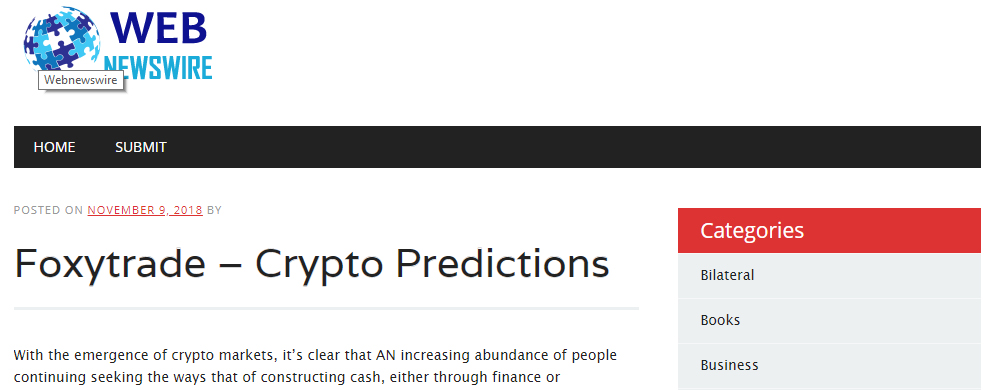 WEB
NEWSWIRE
Webnewswire
HOME SUBMIT
POSTED ON NOVEMBER 9, 2018 BY
Foxytrade – Crypto Predictions
With the emergence of crypto markets, it's clear that AN increasing abundance of people
continuing seeking the ways that of constructing cash, either through finance or
Categories
Bilateral
Books
Business